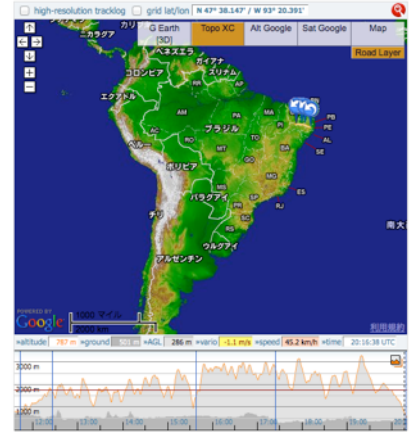 high-resolution tracklog grid lat/lon N 47° 38.147' / W 93° 20.391'
G Earth [3D] Topo XC Alt Google Sat Google Map
Road Layer
ニカラグア
カリ
ベネズエラ
ガイアナ
コロンビア
スリナム
RR
AP
エクアドル
AM
PA
MA
PB
PE
AC
ブラジル
PI
AL
ペルー
RO
TO
SE
MT
BA
ボリビア
GO
MG
MS
ES
パラグアイ
SP
RJ
PR
チリ
SC
南大
RS
ウルグアイ
アルゼンチン
POWERED BY
Google
1000 マイル
2000 km
利用規約
»altitude 787 m »ground 501 m »AGL 286 m »vario -1.1 m/s »speed 45.2 km/h »time 20:16:38 UTC
3000 m
2000 m
1000 m
12:00 13:00 14:00 15:00 16:00 17:00 18:00 19:00 20